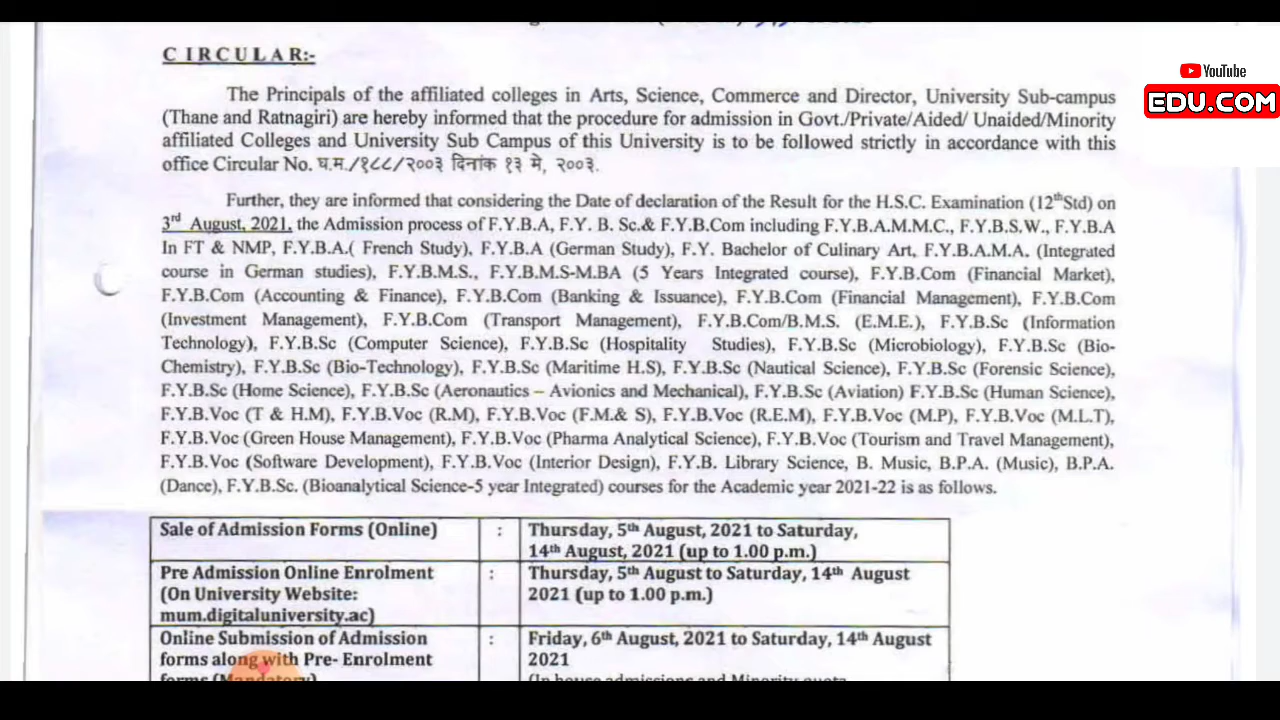 C I R C U L A R:-
YouTube
EDU.COM
The Principals of the affiliated colleges in Arts, Science, Commerce and Director, University Sub-campus
(Thane and Ratnagiri) are hereby informed that the procedure for admission in Govt./Private/Aided/ Unaided/Minority
affiliated Colleges and University Sub Campus of this University is to be followed strictly in accordance with this
office Circular No. घ.म./१८८/२००३ दिनांक १३ मे, २००३.
Further, they are informed that considering the Date of declaration of the Result for the H.S.C. Examination (12thStd) on
3rd August, 2021, the Admission process of F.Y.B.A, F.Y. B. Sc.& F.Y.B.Com including F.Y.B.A.M.M.C., F.Y.B.S.W., F.Y.B.A
In FT & NMP, F.Y.B.A.( French Study), F.Y.B.A (German Study), F.Y. Bachelor of Culinary Art, F.Y.B.A.M.A. (Integrated
course in German studies), F.Y.B.M.S., F.Y.B.M.S-M.BA (5 Years Integrated course), F.Y.B.Com (Financial Market),
F.Y.B.Com (Accounting & Finance), F.Y.B.Com (Banking & Issuance), F.Y.B.Com (Financial Management), F.Y.B.Com
(Investment Management), F.Y.B.Com (Transport Management), F.Y.B.Com/B.M.S. (E.M.E.), F.Y.B.Sc (Information
Technology), F.Y.B.Sc (Computer Science), F.Y.B.Sc (Hospitality Studies), F.Y.B.Sc (Microbiology), F.Y.B.Sc (Bio-
Chemistry), F.Y.B.Sc (Bio-Technology), F.Y.B.Sc (Maritime H.S), F.Y.B.Sc (Nautical Science), F.Y.B.Sc (Forensic Science),
F.Y.B.Sc (Home Science), F.Y.B.Sc (Aeronautics – Avionics and Mechanical), F.Y.B.Sc (Aviation) F.Y.B.Sc (Human Science),
F.Y.B.Voc (T & H.M), F.Y.B.Voc (R.M), F.Y.B.Voc (F.M.& S), F.Y.B.Voc (R.E.M), F.Y.B.Voc (M.P), F.Y.B.Voc (M.L.T)
F.Y.B.Voc (Green House Management), F.Y.B.Voc (Pharma Analytical Science), F.Y.B.Voc (Tourism and Travel Management),
F.Y.B.Voc (Software Development), F.Y.B.Voc (Interior Design), F.Y.B. Library Science, B. Music, B.P.A. (Music), B.P.A.
(Dance), F.Y.B.Sc. (Bioanalytical Science-5 year Integrated) courses for the Academic year 2021-22 is as follows.
Sale of Admission Forms (Online) : Thursday, 5th August, 2021 to Saturday,
14th August, 2021 (up to 1.00 p.m.)
Pre Admission Online Enrolment : Thursday, 5th August to Saturday, 14th August
(On University Website: 2021 (up to 1.00 p.m.)
mum.digitaluniversity.ac)
Online Submission of Admission : Friday, 6th August, 2021 to Saturday, 14th August
forms along with Pre- Enrolment 2021
forms (Mandatory) (In house admissions and Minority quota